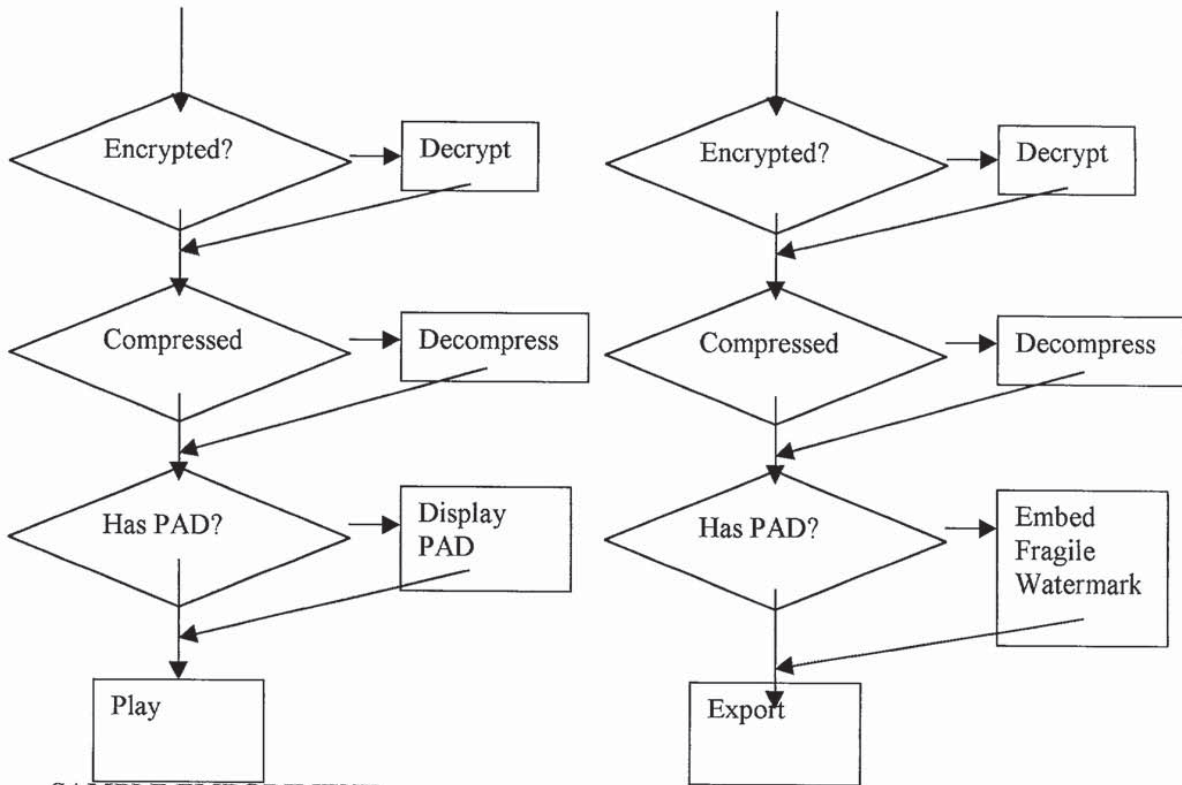 Encrypted?
Decrypt
Compressed
Decompress
Has PAD?
Display
PAD
Play
Encrypted?
Decrypt
Compressed
Decompress
Has PAD?
Embed
Fragile
Watermark
Export